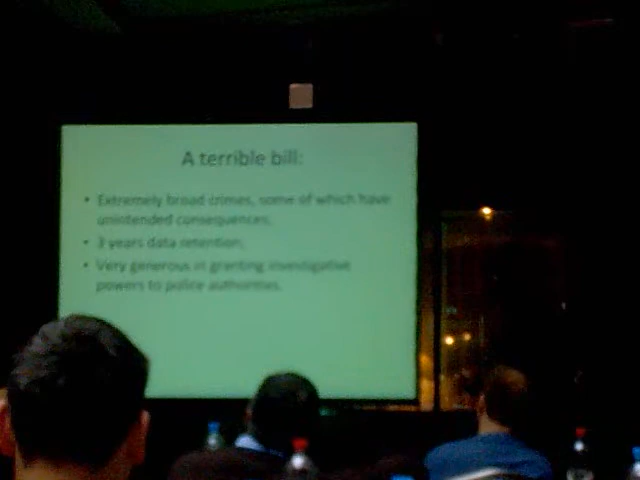 A terrible bill:
• Extremely broad crimes, some of which have
unintended consequences.
• 3 years data retention.
• Very generous in granting investigative
powers to police authorities.